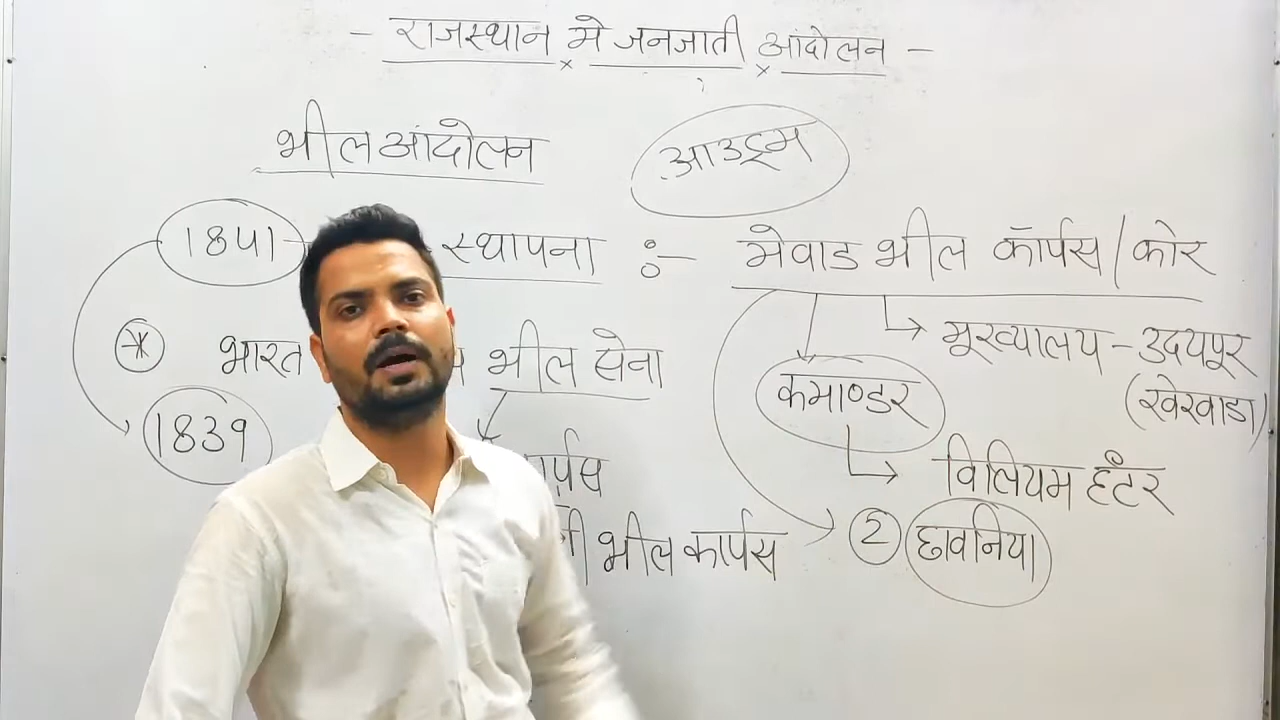 - राजस्थान मे जनजाती आंदोलन -
भील आंदोलन
आउट्रम
1841 - स्थापना :- मेवाड भील कॉर्पस/कोर
मूख्यालय - उदयपूर
(खेरवाडा)
भारत भील सेना
कमाण्डर
1839
विलियम हँटर
भील कार्पस
2 छावनिया